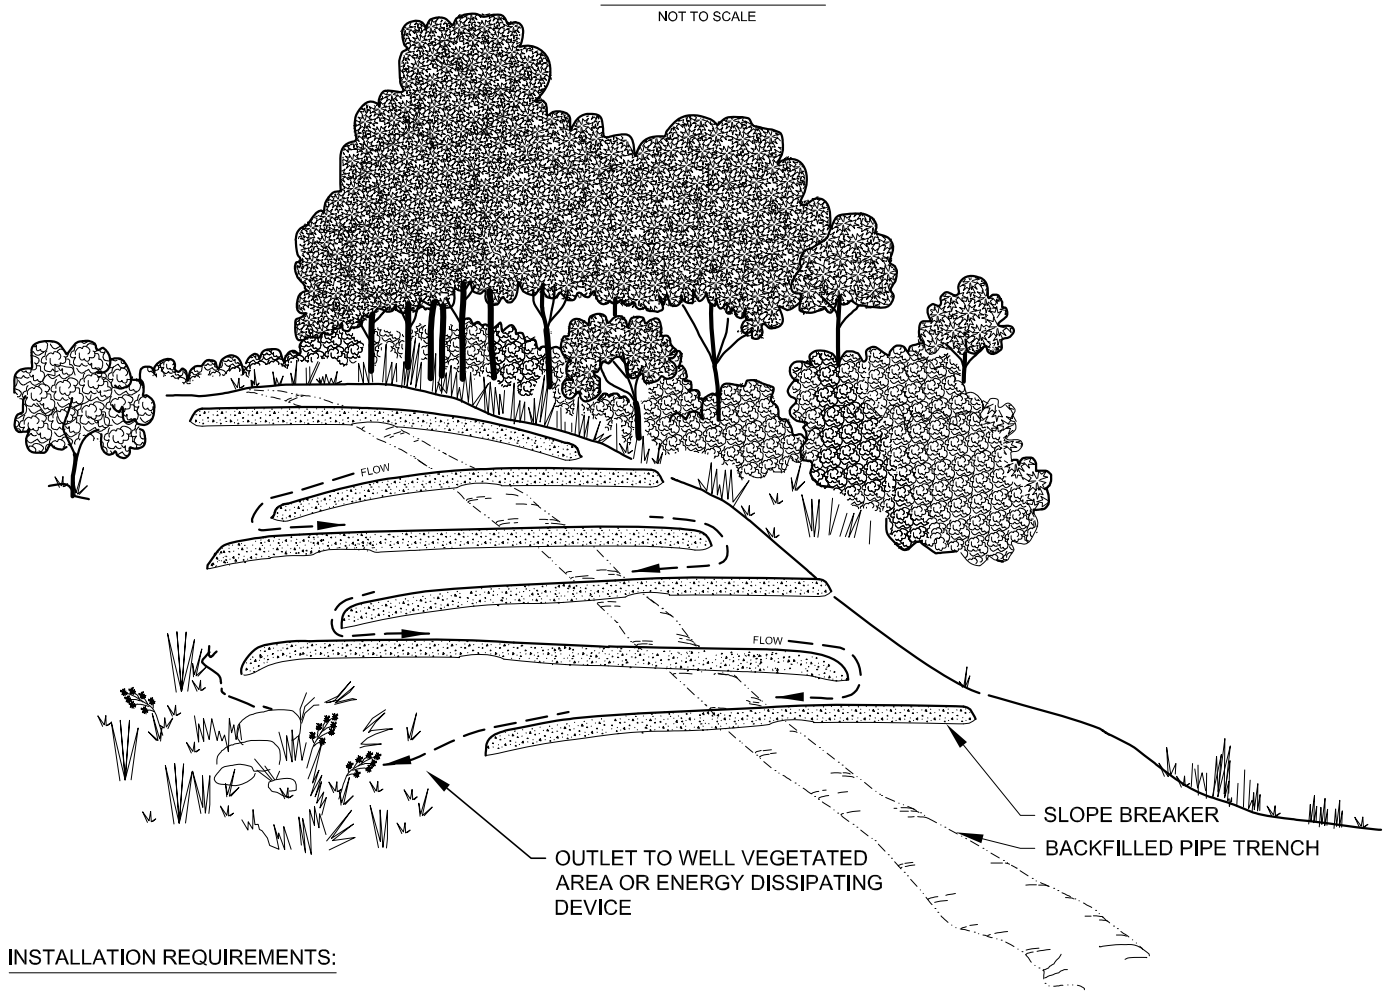 NOT TO SCALE
FLOW
FLOW
SLOPE BREAKER
BACKFILLED PIPE TRENCH
OUTLET TO WELL VEGETATED
AREA OR ENERGY DISSIPATING
DEVICE
INSTALLATION REQUIREMENTS: